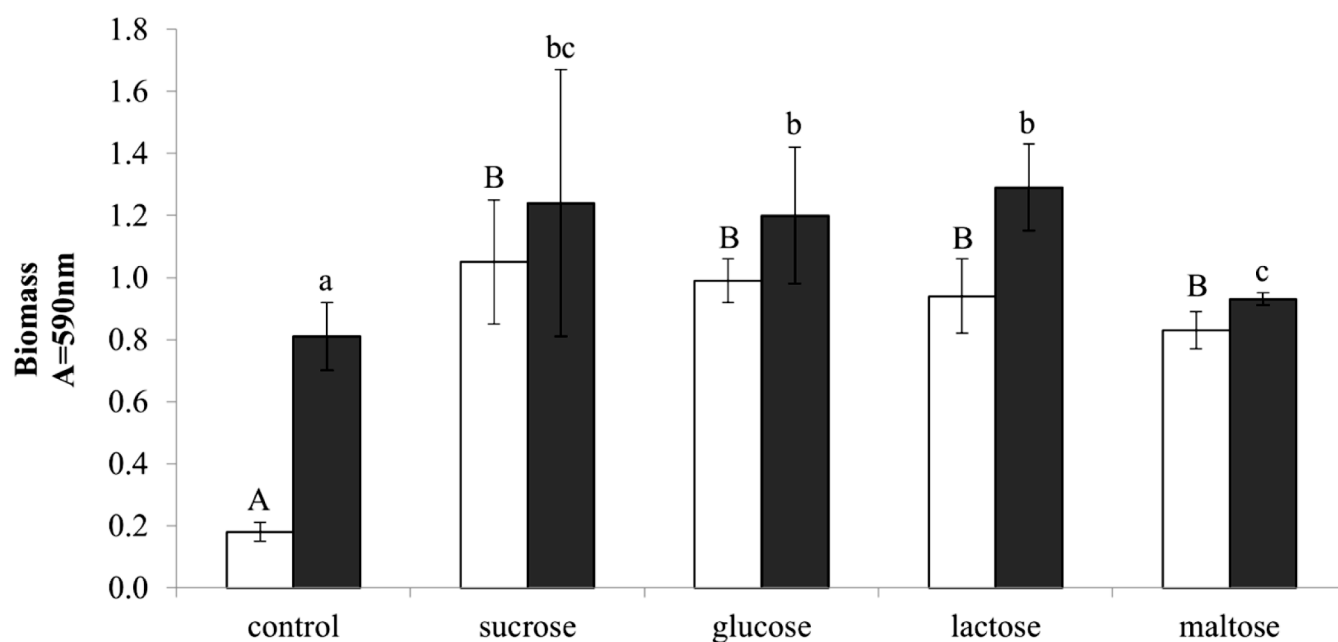 Biomass
A=590nm
1.8
1.6
1.4
1.2
1.0
0.8
0.6
0.4
0.2
0.0
A
a
B
bc
B
b
B
b
B
c
control
sucrose
glucose
lactose
maltose